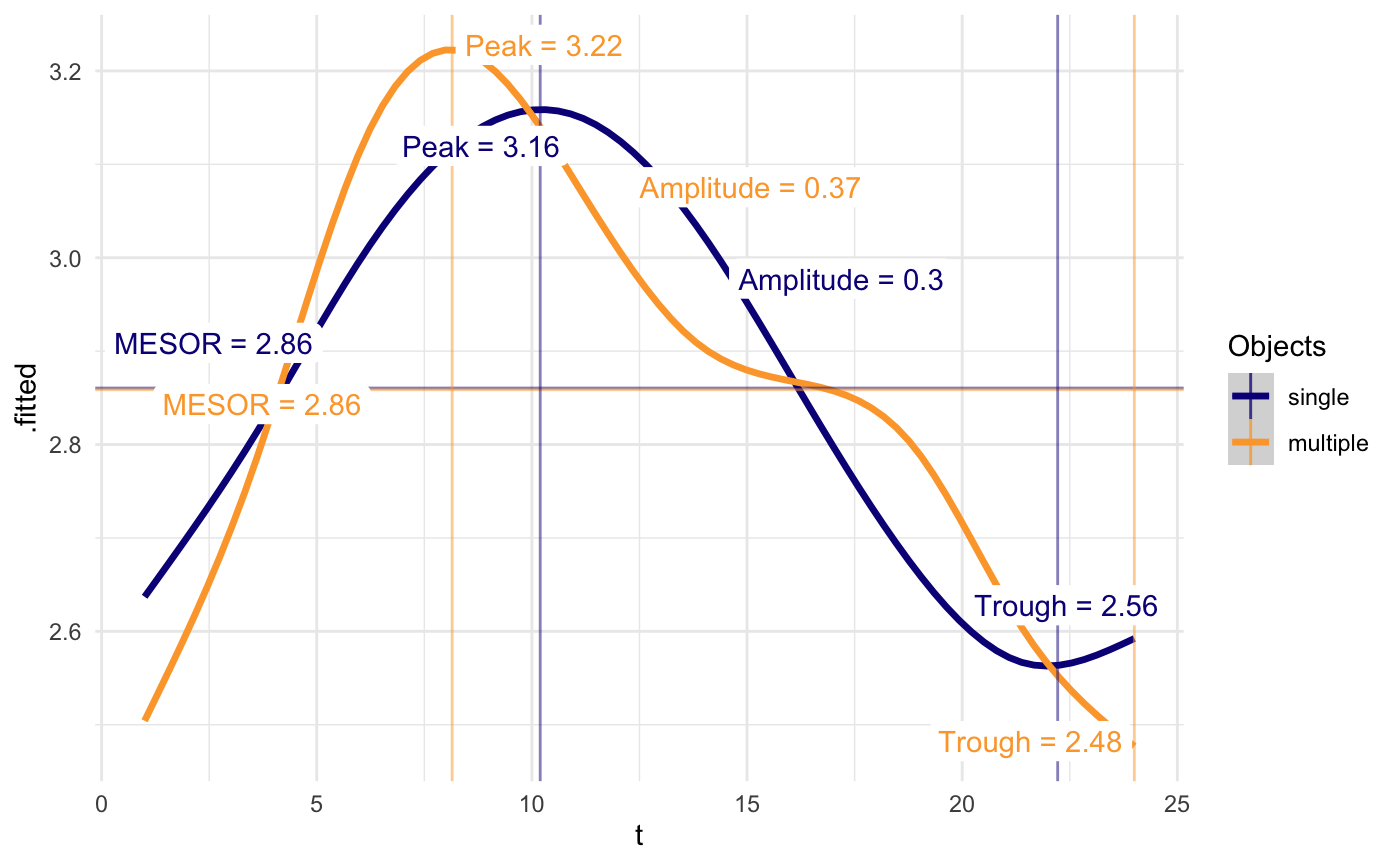 Peak = 3.22
3.2
Peak = 3.16
Amplitude = 0.37
3.0
Amplitude = 0.3
MESOR = 2.86
MESOR = 2.86
.fitted
Objects
single
multiple
2.8
Trough = 2.56
2.6
Trough = 2.48
0 5 10 15 20 25
t